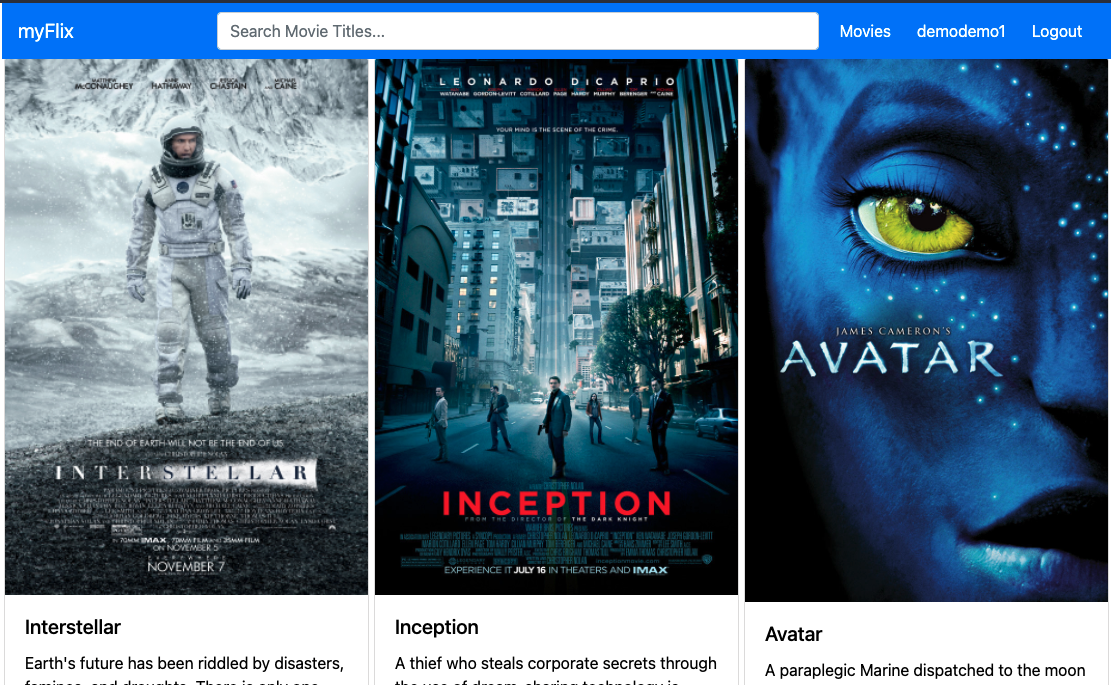 myFlix
Search Movie Titles...
Movies
demodemo1
Logout
MATTHEW McCONAUGHEY
ANNE HATHAWAY
JESSICA CHASTAIN
AND MICHAEL CAINE
THE END OF EARTH WILL NOT BE THE END OF US
INTERSTELLAR
IN 70MM IMAX, 70MM FILM AND 35MM FILM
ON NOVEMBER 5
EVERYWHERE
NOVEMBER 7
LEONARDO DICAPRIO
WATANABE GORDON-LEVITT COTILLARD PAGE HARDY MURPHY BERENGER AND CAINE
YOUR MIND IS THE SCENE OF THE CRIME.
INCEPTION
FROM THE DIRECTOR OF THE DARK KNIGHT
EXPERIENCE IT JULY 16 IN THEATERS AND IMAX
JAMES CAMERON'S
AVATAR
Interstellar
Earth's future has been riddled by disasters,
Inception
A thief who steals corporate secrets through
Avatar
A paraplegic Marine dispatched to the moon